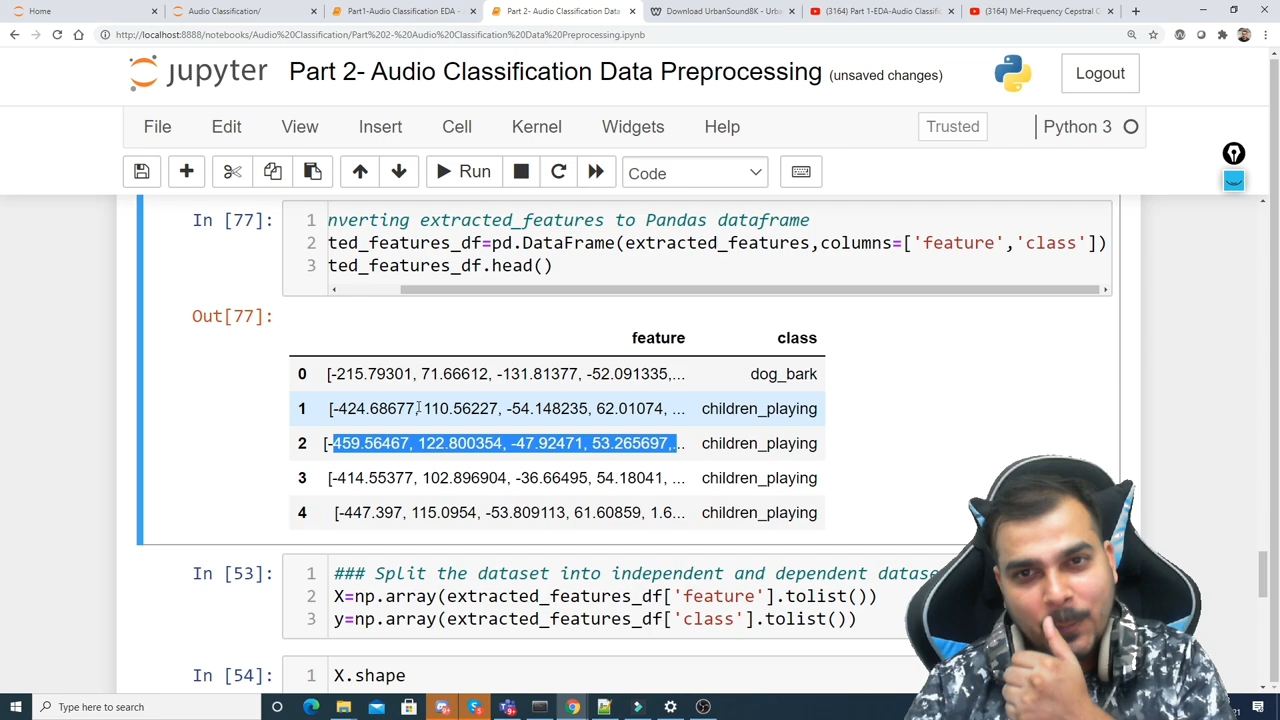 Home
Audio Classification/
Part1-Audio Classification EDA -
Part 2- Audio Classification Data
Download UrbanSound8K - Urb
(3164) Part 1-EDA-Audio Classifi
(3164) Mel-Frequency Cepstral C
http://localhost:8888/notebooks/Audio%20Classification/Part%202-%20Audio%20Classification%20Data%20Preprocessing.ipynb
jupyter Part 2- Audio Classification Data Preprocessing (unsaved changes)
Logout
File Edit View Insert Cell Kernel Widgets Help
Trusted
Python 3
Run
Code
In [77]:
1 nverting extracted_features to Pandas dataframe
2 ted_features_df=pd.DataFrame(extracted_features,columns=['feature','class'])
3 ted_features_df.head()
Out[77]:
feature class
0 [-215.79301, 71.66612, -131.81377, -52.091335,... dog_bark
1 [-424.68677, 110.56227, -54.148235, 62.01074, ... children_playing
2 [-459.56467, 122.800354, -47.92471, 53.265697,... children_playing
3 [-414.55377, 102.896904, -36.66495, 54.18041, ... children_playing
4 [-447.397, 115.0954, -53.809113, 61.60859, 1.6... children_playing
In [53]:
1 ### Split the dataset into independent and dependent datase
2 X=np.array(extracted_features_df['feature'].tolist())
3 y=np.array(extracted_features_df['class'].tolist())
In [54]:
1 X.shape
Type here to search